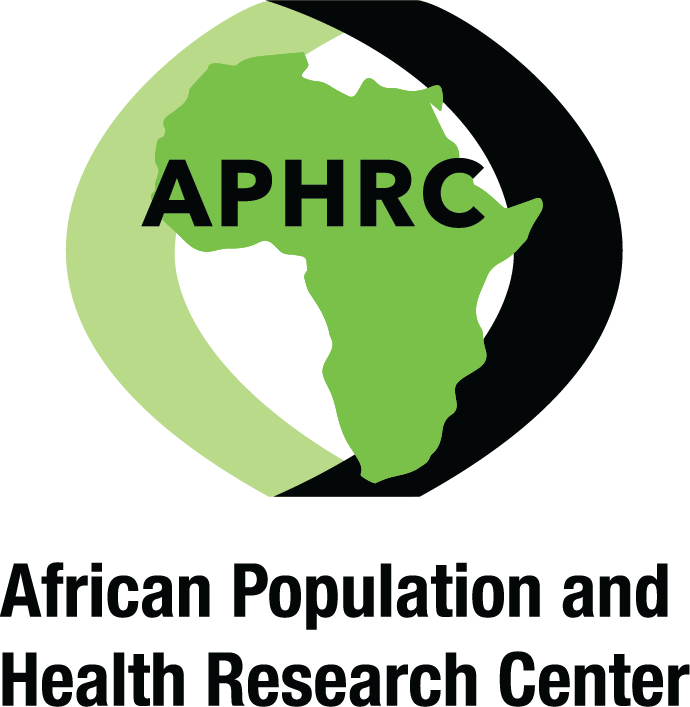 APHRC
African Population and
Health Research Center